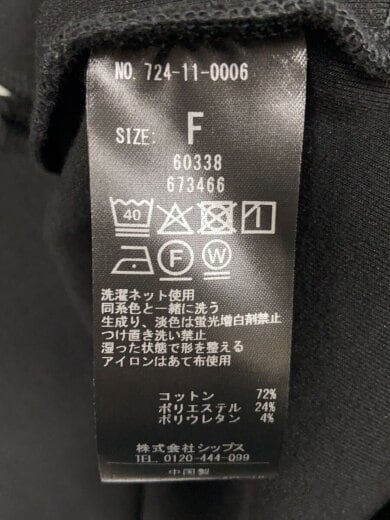 NO. 724-11-0006
SIZE: F
60338
673466
40
F W
洗濯ネット使用
同系色と一緒に洗う
生成り、淡色は蛍光増白剤禁止
つけ置き洗い禁止
湿った状態で形を整える
アイロンはあて布使用
コットン 72%
ポリエステル 24%
ポリウレタン 4%
株式会社シップス
TEL. 0120-444-099
中国製